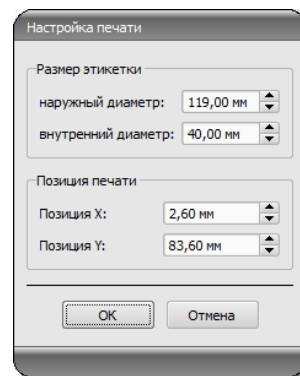 Настройка печати
Размер этикетки
наружный диаметр: 119,00 мм
внутренний диаметр: 40,00 мм
Позиция печати
Позиция X: 2,60 мм
Позиция Y: 83,60 мм
OK Отмена